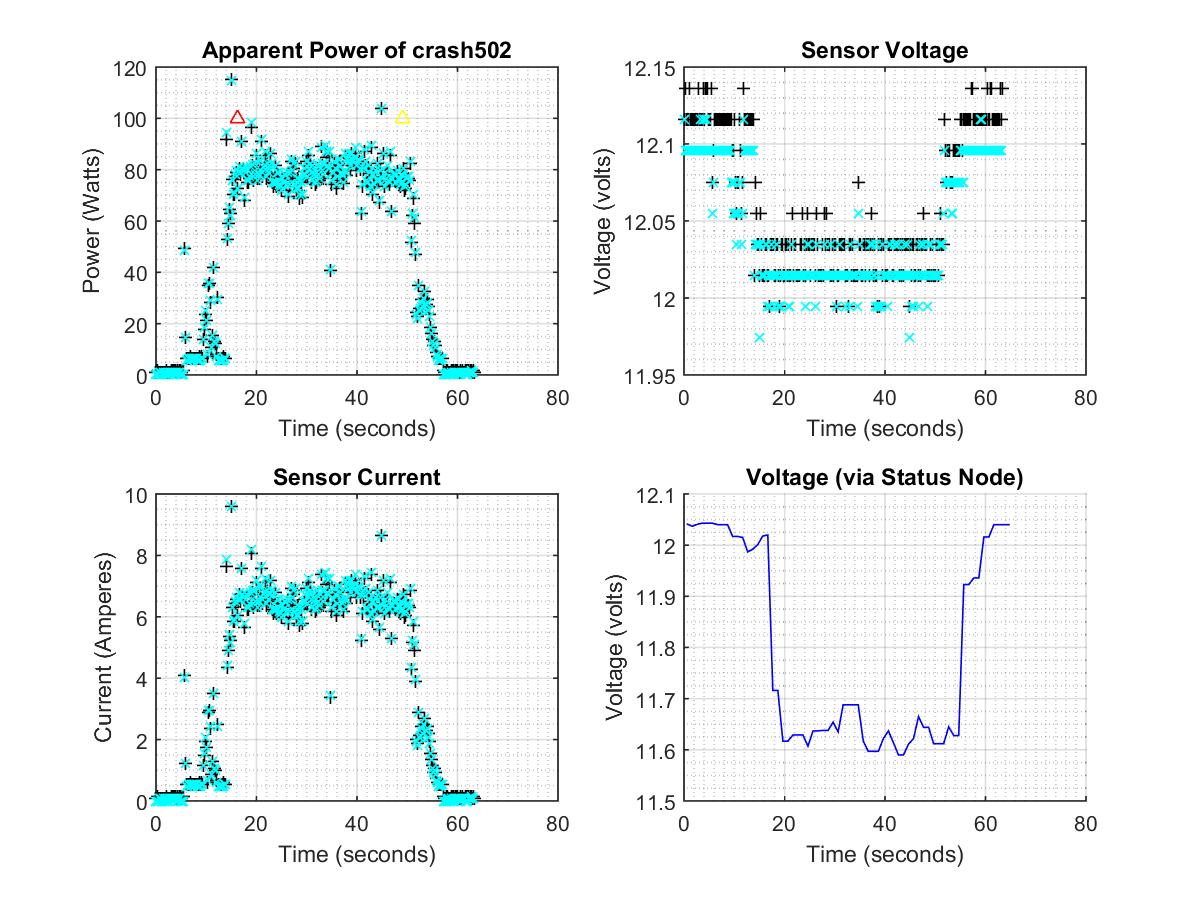 Apparent Power of crash502
120
100
80
60
40
20
0
Power (Watts)
0 20 40 60 80
Time (seconds)
Sensor Voltage
12.15
12.1
12.05
12
11.95
Voltage (volts)
0 20 40 60 80
Time (seconds)
Sensor Current
10
8
6
4
2
0
Current (Amperes)
0 20 40 60 80
Time (seconds)
Voltage (via Status Node)
12.1
12
11.9
11.8
11.7
11.6
11.5
Voltage (volts)
0 20 40 60 80
Time (seconds)